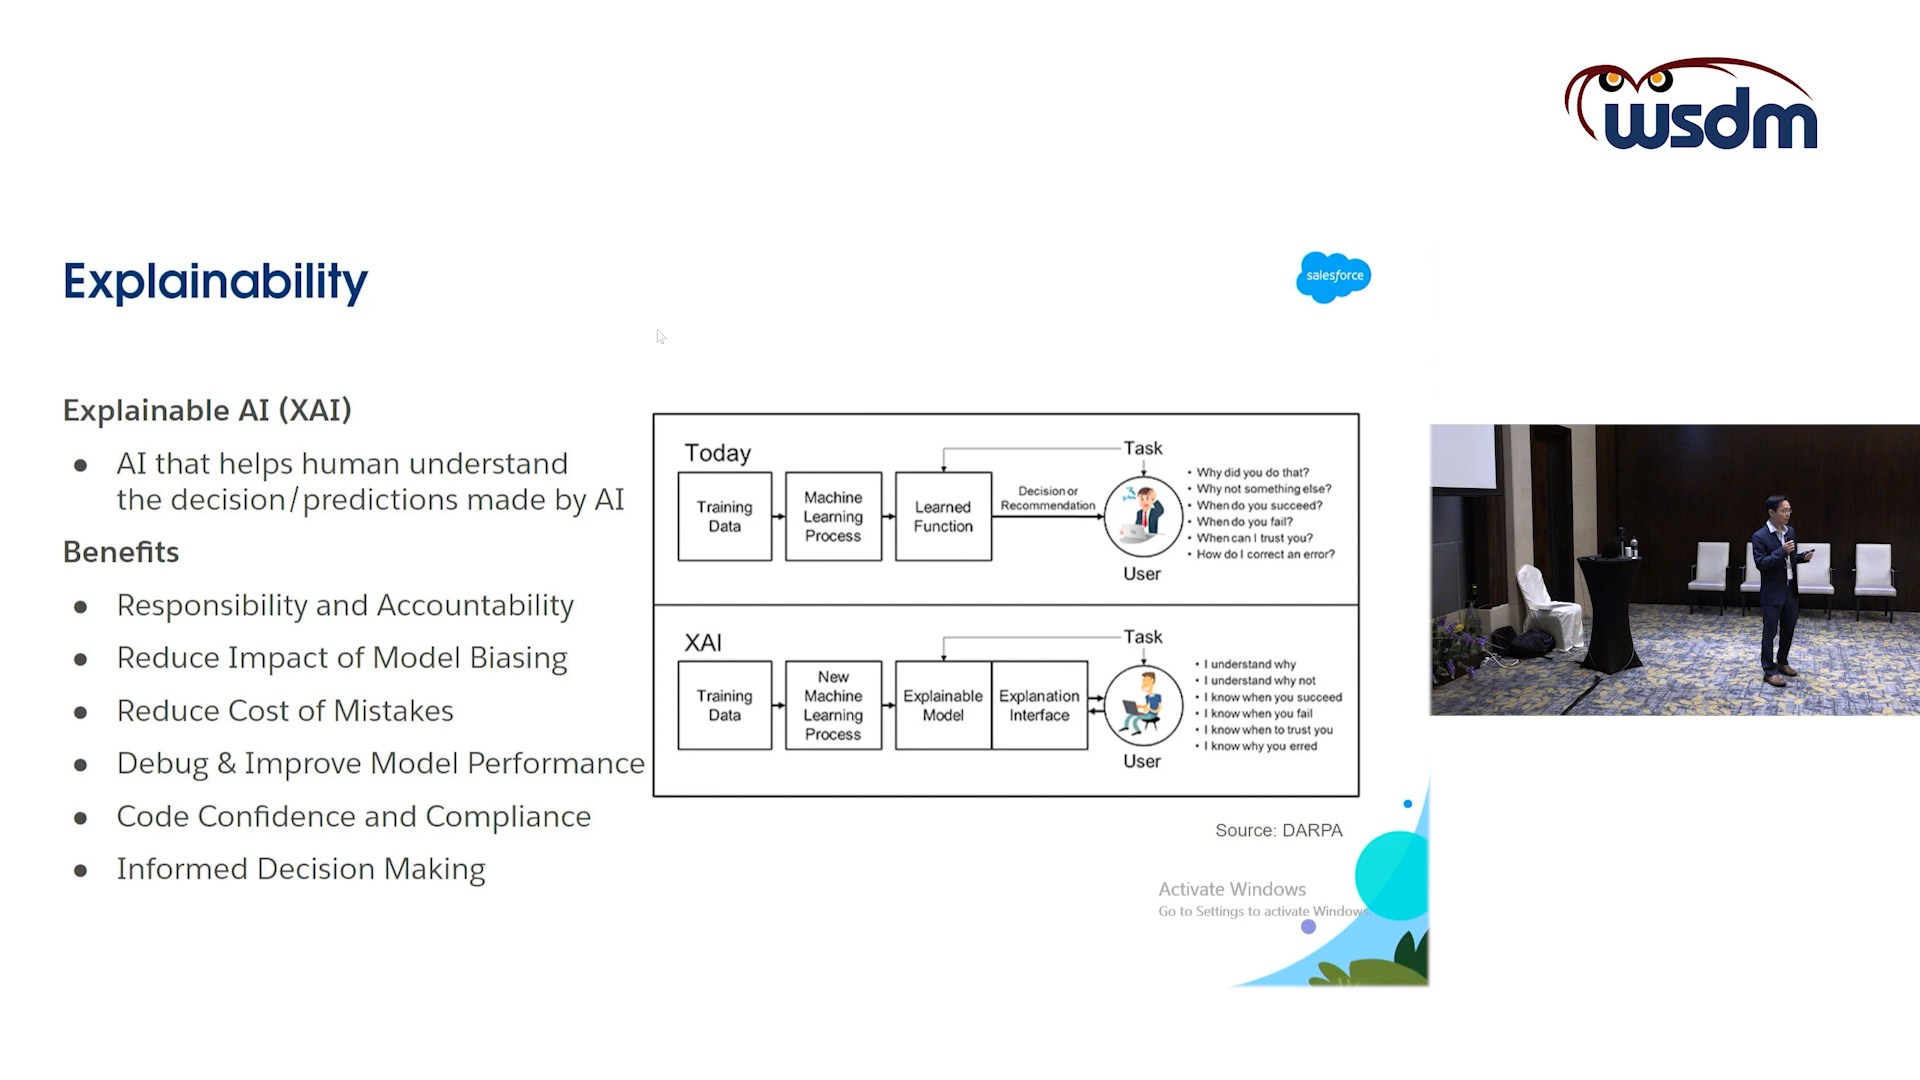 wsdm
Explainability
salesforce
Explainable AI (XAI)
● AI that helps human understand
the decision/predictions made by AI
Benefits
● Responsibility and Accountability
● Reduce Impact of Model Biasing
● Reduce Cost of Mistakes
● Debug & Improve Model Performance
● Code Confidence and Compliance
● Informed Decision Making
Today
Training
Data
Machine
Learning
Process
Learned
Function
Decision or
Recommendation
Task
User
• Why did you do that?
• Why not something else?
• When do you succeed?
• When do you fail?
• When can I trust you?
• How do I correct an error?
XAI
Training
Data
New
Machine
Learning
Process
Explainable
Model
Explanation
Interface
Task
User
• I understand why
• I understand why not
• I know when you succeed
• I know when you fail
• I know when to trust you
• I know why you erred
Source: DARPA
Activate Windows
Go to Settings to activate Windows.